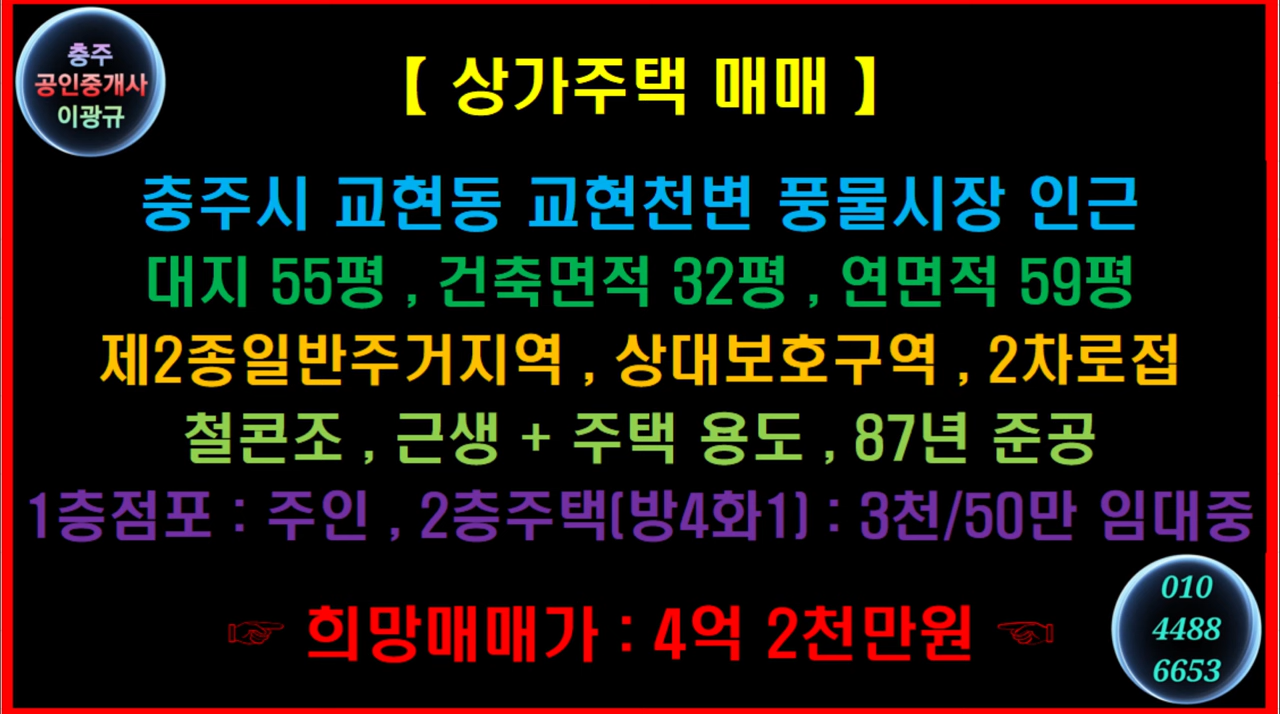 충주
공인중개사
이광규
【 상가주택 매매 】
충주시 교현동 교현천변 풍물시장 인근
대지 55평 , 건축면적 32평 , 연면적 59평
제2종일반주거지역 , 상대보호구역 , 2차로접
철콘조 , 근생 + 주택 용도 , 87년 준공
1층점포 : 주인 , 2층주택(방4화1) : 3천/50만 임대중
☞ 희망매매가 : 4억 2천만원 ☜
010
4488
6653